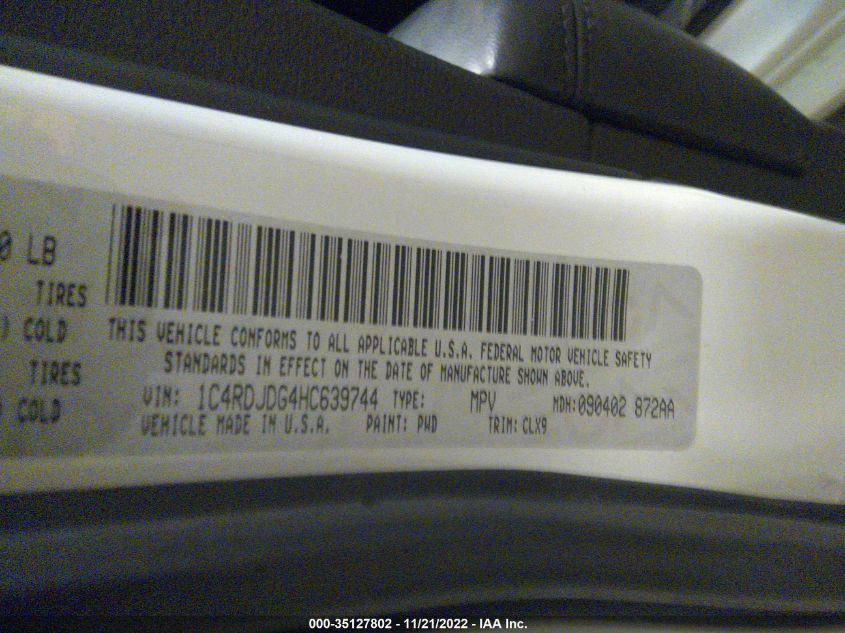 0 LB
TIRES
) COLD
TIRES
) COLD
THIS VEHICLE CONFORMS TO ALL APPLICABLE U.S.A. FEDERAL MOTOR VEHICLE SAFETY
STANDARDS IN EFFECT ON THE DATE OF MANUFACTURE SHOWN ABOVE.
VIN: 1C4RDJDG4HC639744 TYPE: MPV MDH:090402 872AA
VEHICLE MADE IN U.S.A. PAINT: PWD TRIM: CLX9
000-35127802 - 11/21/2022 - IAA Inc.